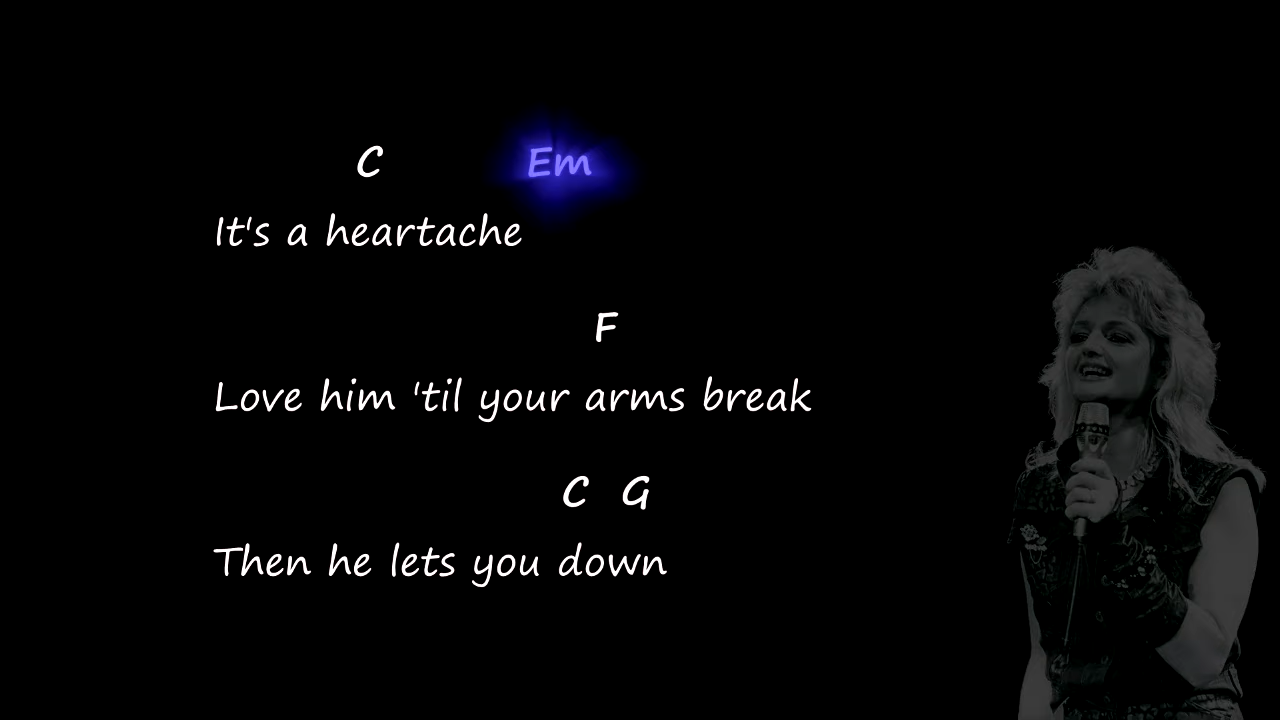 C Em
It's a heartache
F
Love him 'til your arms break
C G
Then he lets you down